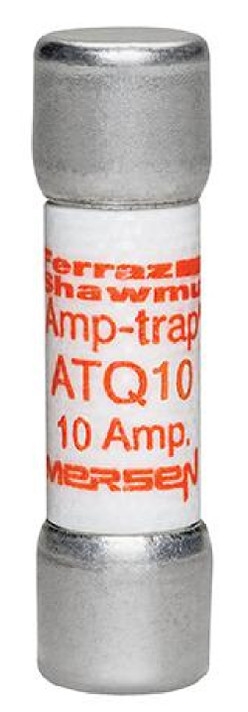 Ferraz
Shawmu
Amp-trap
ATQ10
10 Amp.
MERSEN